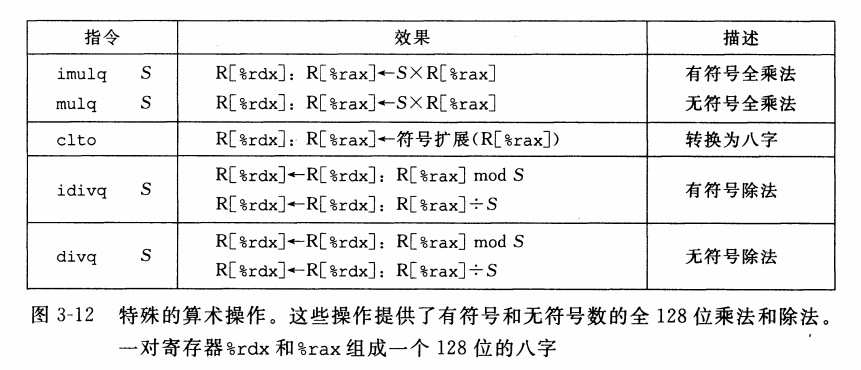 指令 效果 描述
imulq S R[%rdx]: R[%rax]←S×R[%rax] 有符号全乘法
mulq S R[%rdx]: R[%rax]←S×R[%rax] 无符号全乘法
clto R[%rdx]: R[%rax]←符号扩展(R[%rax]) 转换为八字
idivq S R[%rdx]←R[%rdx]: R[%rax] mod S 有符号除法
R[%rdx]←R[%rdx]: R[%rax]÷S
divq S R[%rdx]←R[%rdx]: R[%rax] mod S 无符号除法
R[%rdx]←R[%rdx]: R[%rax]÷S
图 3-12 特殊的算术操作。这些操作提供了有符号和无符号数的全 128 位乘法和除法。
一对寄存器%rdx 和%rax 组成一个 128 位的八字